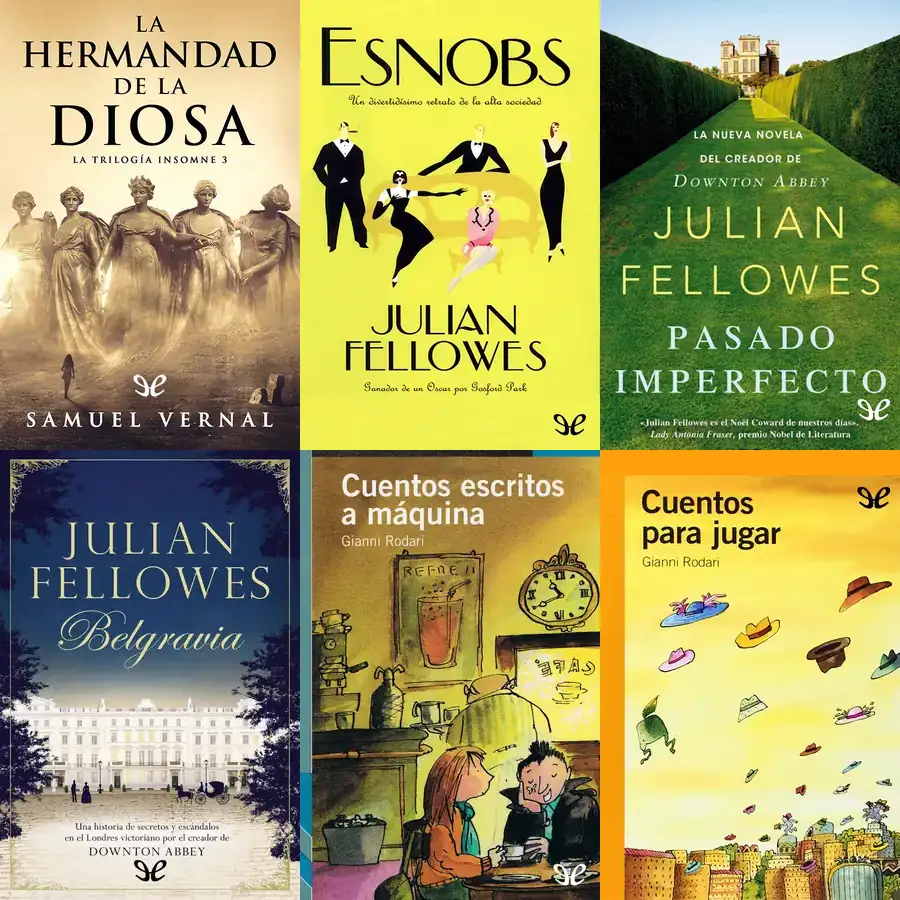 LA
HERMANDAD
DE LA
DIOSA
LA TRILOGÍA INSOMNE 3
SAMUEL VERNAL
ESNOBS
Un divertidísimo retrato de la alta sociedad
JULIAN
FELLOWES
Ganador de un Oscar por Gosford Park
LA NUEVA NOVELA
DEL CREADOR DE
DOWNTON ABBEY
JULIAN
FELLOWES
PASADO
IMPERFECTO
«Julian Fellowes es el Noël Coward de nuestros días».
Lady Antonia Fraser, premio Nobel de Literatura
JULIAN
FELLOWES
Belgravia
Una historia de secretos y escándalos
en el Londres victoriano por el creador de
DOWNTON ABBEY
Cuentos escritos
a máquina
Gianni Rodari
Cuentos
para jugar
Gianni Rodari